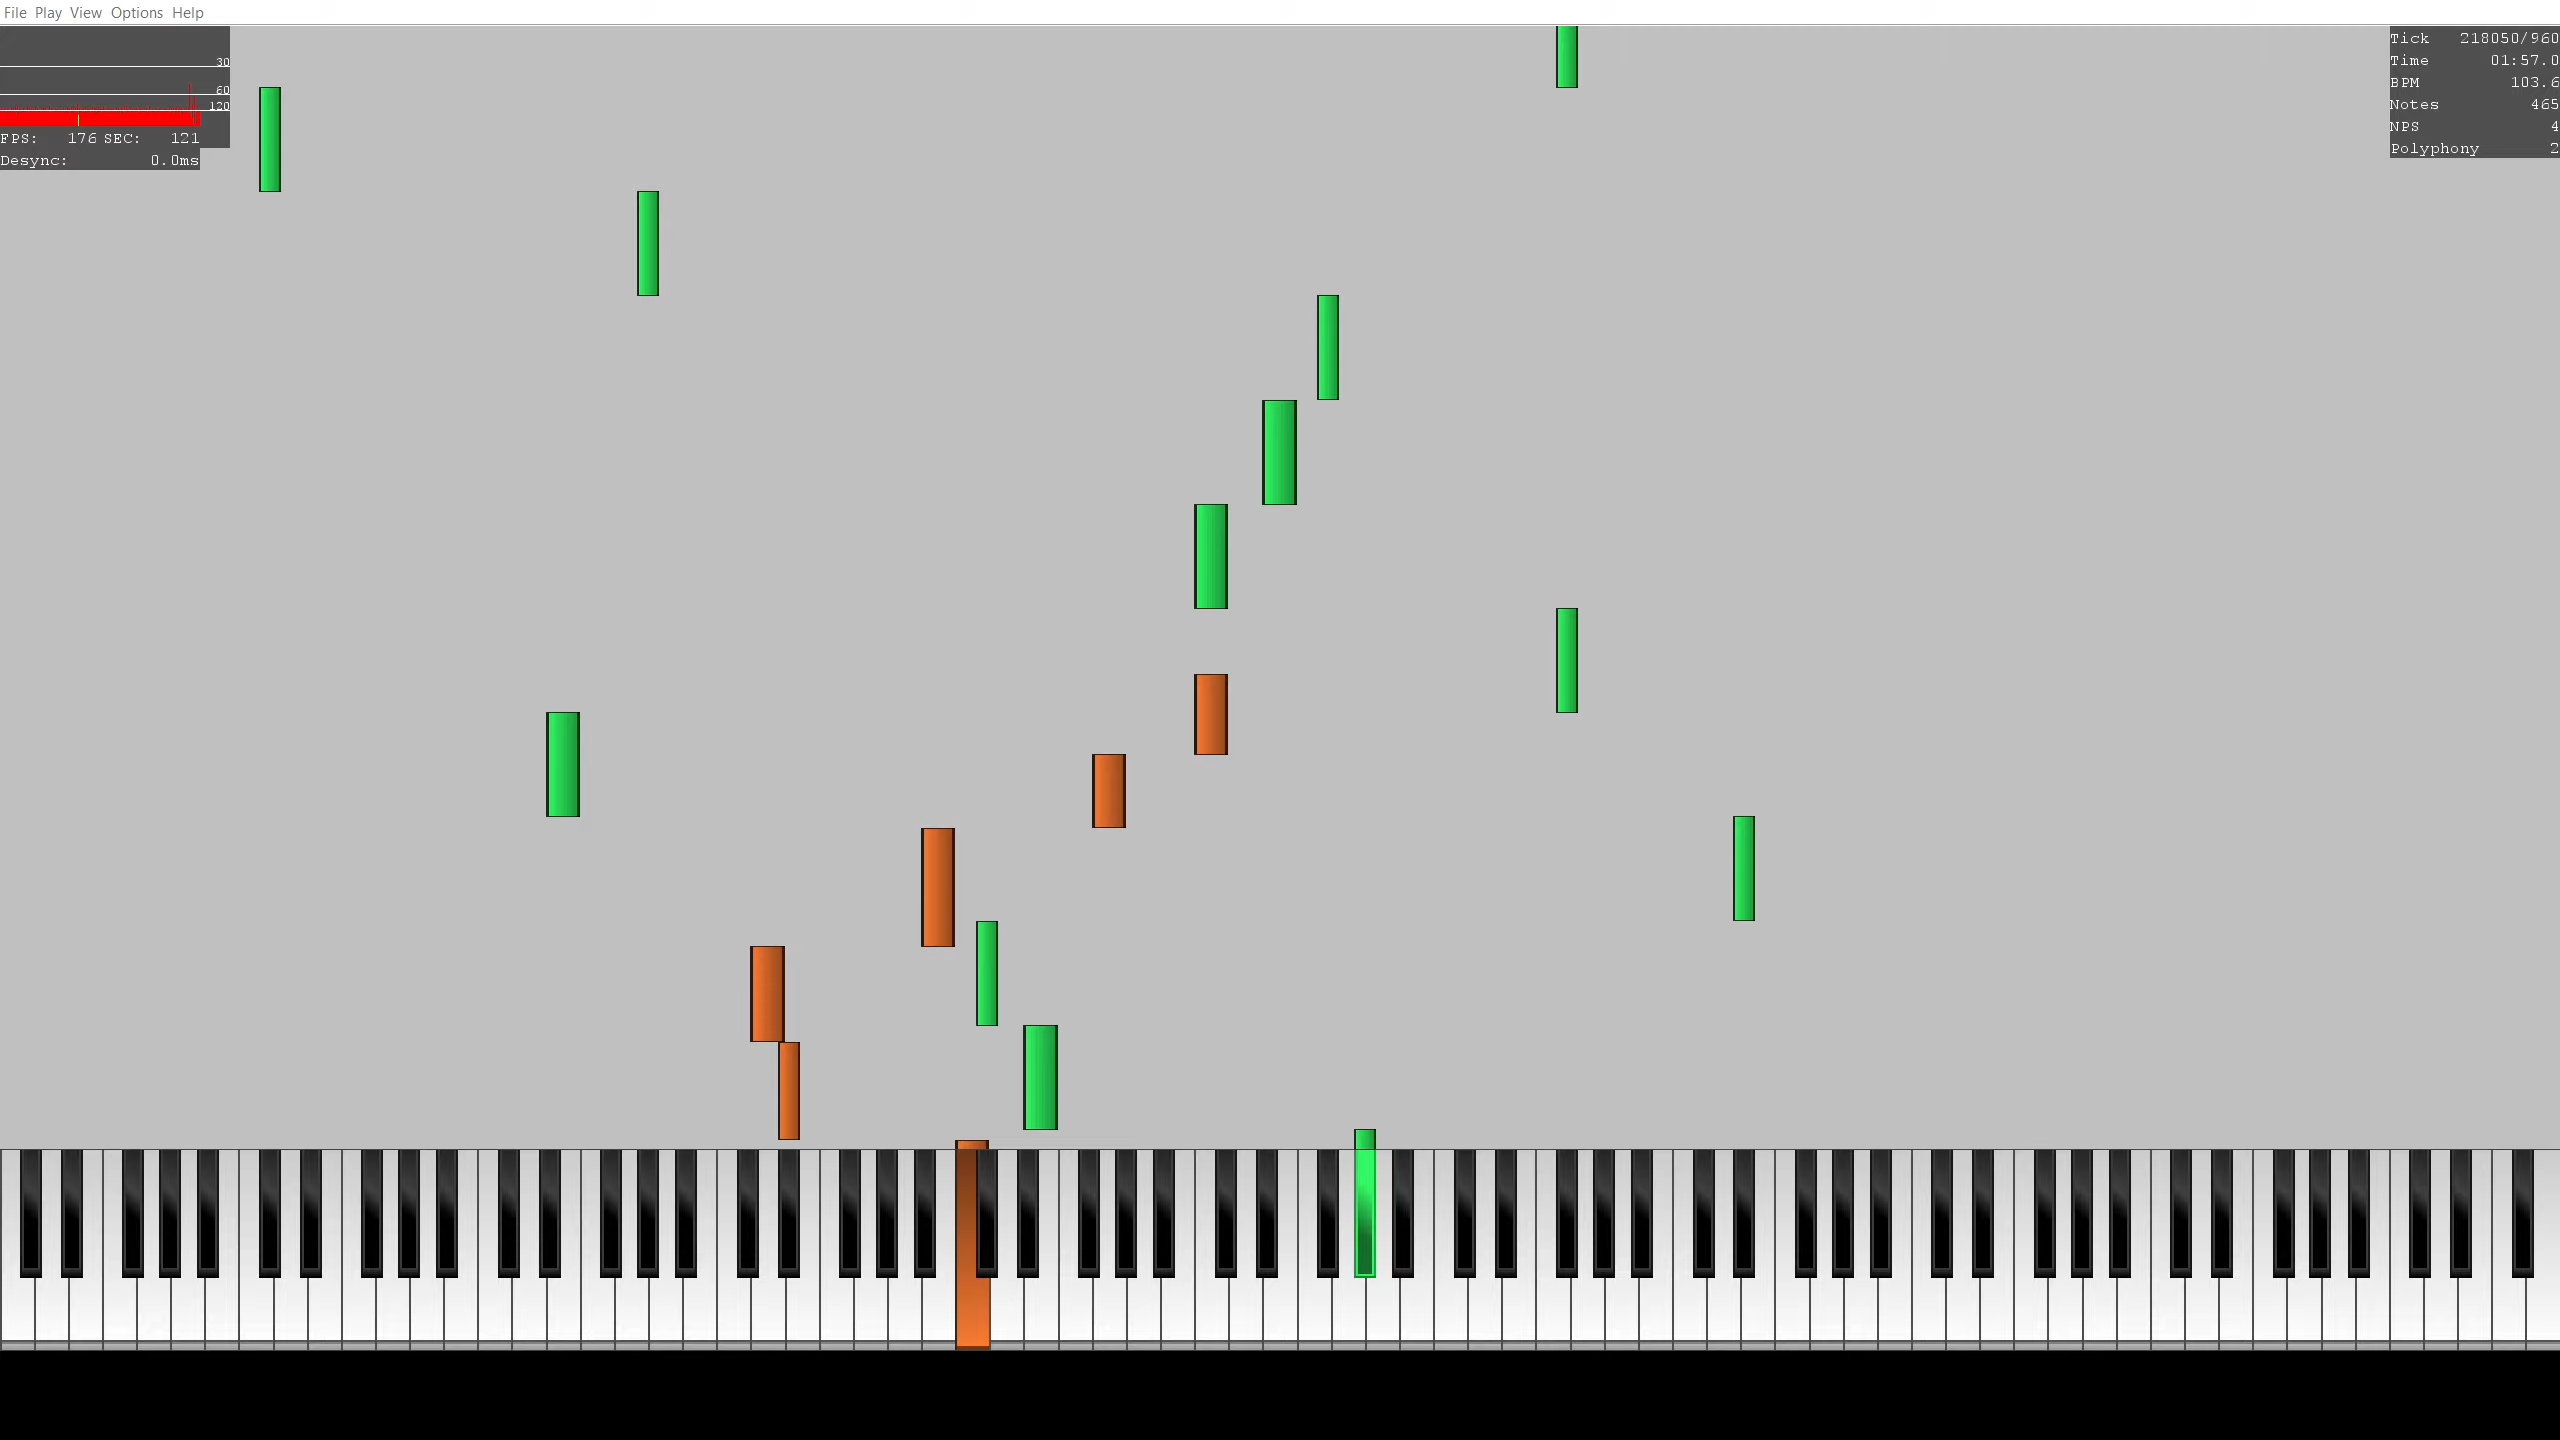 File Play View Options Help
30
60
120
FPS: 176 SEC: 121
Desync: 0.0ms
Tick 218050/960
Time 01:57.0
BPM 103.6
Notes 465
NPS 4
Polyphony 2